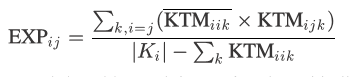 EXP_{ij} = \frac{\sum_{k,i=j}(\overline{KTM_{iik}} \times KTM_{ijk})}{|K_i| - \sum_k KTM_{iik}}